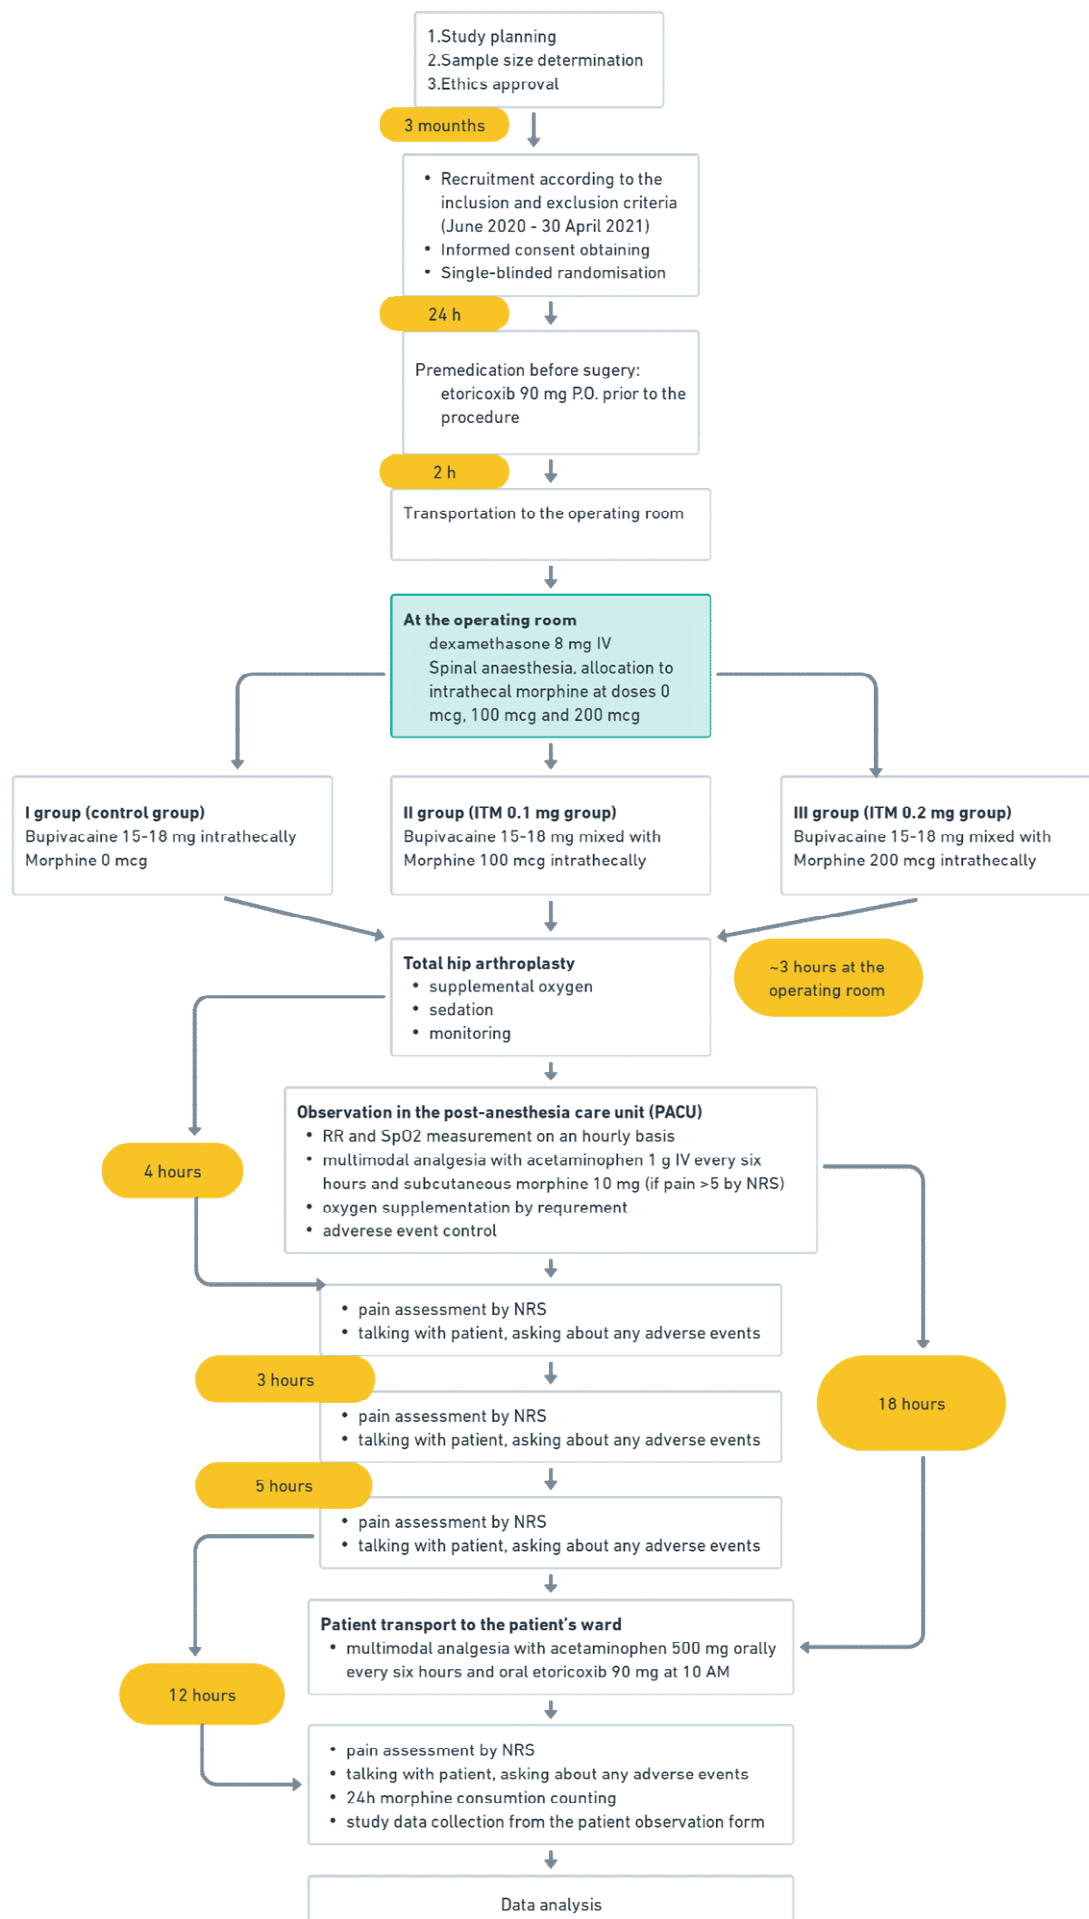 1.Study planning
2.Sample size determination
3.Ethics approval
3 mounths
• Recruitment according to the
inclusion and exclusion criteria
(June 2020 - 30 April 2021)
• Informed consent obtaining
• Single-blinded randomisation
24 h
Premedication before sugery:
etoricoxib 90 mg P.O. prior to the
procedure
2 h
Transportation to the operating room
At the operating room
dexamethasone 8 mg IV
Spinal anaesthesia, allocation to
intrathecal morphine at doses 0
mcg, 100 mcg and 200 mcg
I group (control group)
Bupivacaine 15-18 mg intrathecally
Morphine 0 mcg
II group (ITM 0.1 mg group)
Bupivacaine 15-18 mg mixed with
Morphine 100 mcg intrathecally
III group (ITM 0.2 mg group)
Bupivacaine 15-18 mg mixed with
Morphine 200 mcg intrathecally
Total hip arthroplasty
• supplemental oxygen
• sedation
• monitoring
~3 hours at the
operating room
Observation in the post-anesthesia care unit (PACU)
• RR and SpO2 measurement on an hourly basis
• multimodal analgesia with acetaminophen 1 g IV every six
hours and subcutaneous morphine 10 mg (if pain >5 by NRS)
• oxygen supplementation by requrement
• adverese event control
4 hours
• pain assessment by NRS
• talking with patient, asking about any adverse events
3 hours
• pain assessment by NRS
• talking with patient, asking about any adverse events
18 hours
5 hours
• pain assessment by NRS
• talking with patient, asking about any adverse events
Patient transport to the patient's ward
• multimodal analgesia with acetaminophen 500 mg orally
every six hours and oral etoricoxib 90 mg at 10 AM
12 hours
• pain assessment by NRS
• talking with patient, asking about any adverse events
• 24h morphine consumtion counting
• study data collection from the patient observation form
Data analysis